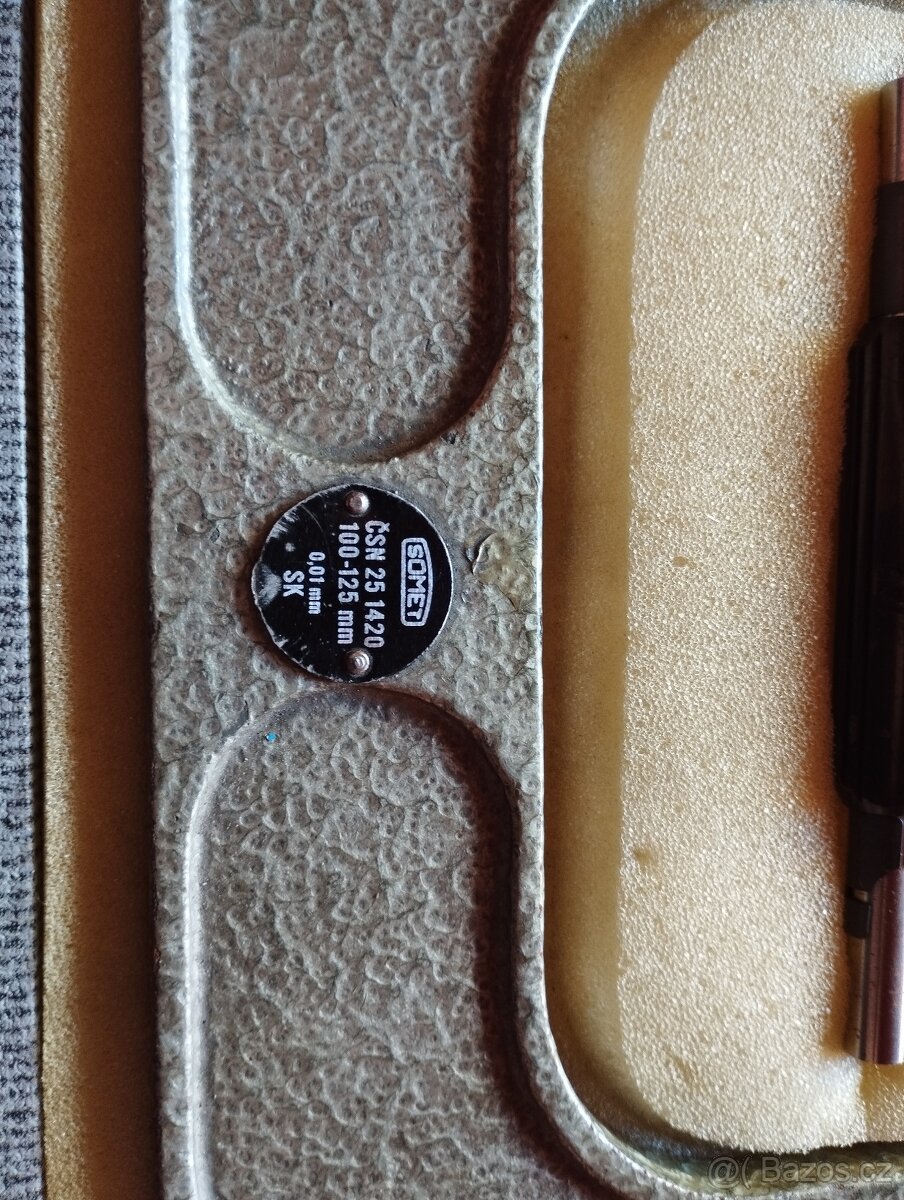 SOMET
ČSN 25 1420
100-125 mm
0,01 mm
SK
@( Bazos.cz